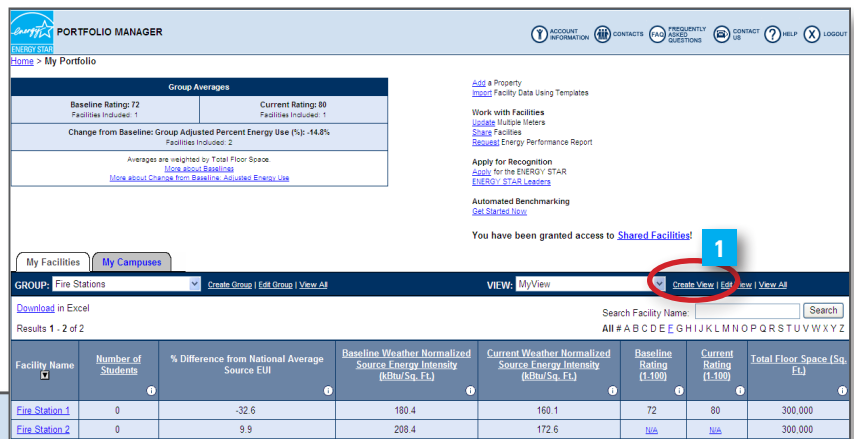 energy
ENERGY STAR
PORTFOLIO MANAGER
ACCOUNT INFORMATION
CONTACTS
FAQ FREQUENTLY ASKED QUESTIONS
CONTACT US
? HELP
X LOGOUT
Home > My Portfolio
Group Averages
Baseline Rating: 72
Facilities Included: 1
Current Rating: 80
Facilities Included: 1
Change from Baseline: Group Adjusted Percent Energy Use (%): -14.8%
Facilities Included: 2
Averages are weighted by Total Floor Space.
More about Baselines
More about Change from Baseline: Adjusted Energy Use
Add a Property
Import Facility Data Using Templates
Work with Facilities
Update Multiple Meters
Share Facilities
Request Energy Performance Report
Apply for Recognition
Apply for the ENERGY STAR
ENERGY STAR Leaders
Automated Benchmarking
Get Started Now
You have been granted access to Shared Facilities!
1
My Facilities
My Campuses
GROUP: Fire Stations
Create Group | Edit Group | View All
VIEW: MyView
Create View | Edit View | View All
Download in Excel
Search Facility Name:
Search
Results 1 - 2 of 2
All # A B C D E F G H I J K L M N O P Q R S T U V W X Y Z
Facility Name
Number of Students
% Difference from National Average Source EUI
Baseline Weather Normalized Source Energy Intensity (kBtu/Sq. Ft.)
Current Weather Normalized Source Energy Intensity (kBtu/Sq. Ft.)
Baseline Rating (1-100)
Current Rating (1-100)
Total Floor Space (Sq. Ft.)
Fire Station 1 0 -32.6 180.4 160.1 72 80 300,000
Fire Station 2 0 9.9 208.4 172.6 N/A N/A 300,000